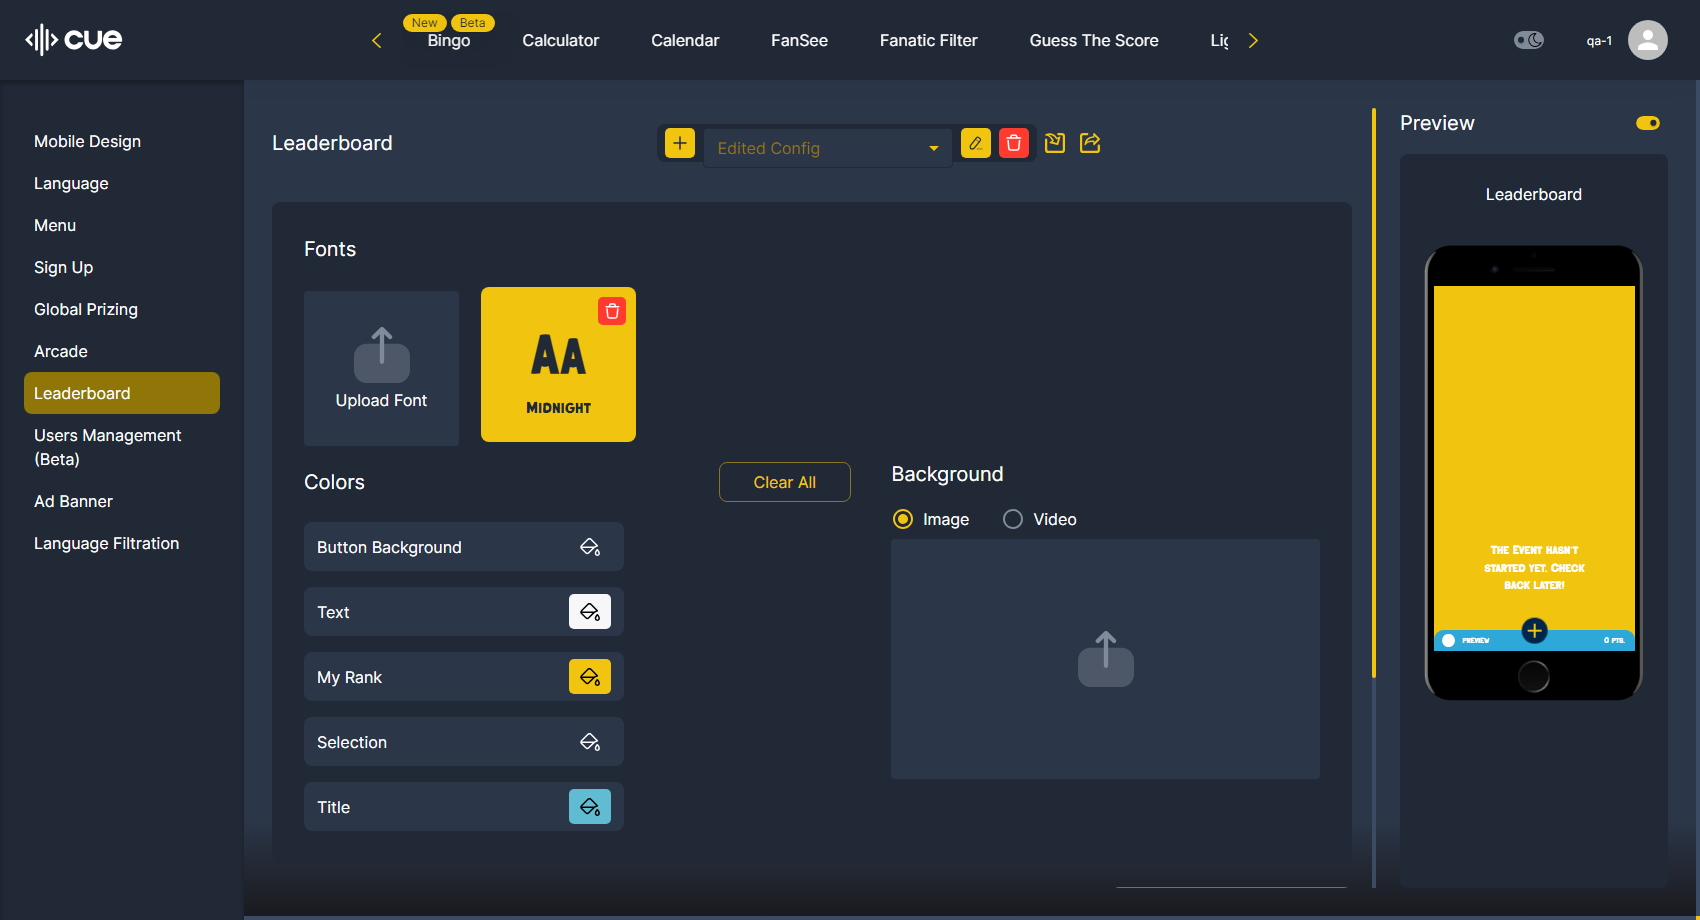 cue
New
Beta
Bingo
Calculator
Calendar
FanSee
Fanatic Filter
Guess The Score
qa-1
Mobile Design
Language
Menu
Sign Up
Global Prizing
Arcade
Leaderboard
Users Management
(Beta)
Ad Banner
Language Filtration
Leaderboard
Edited Config
Fonts
Upload Font
AA
MIDNIGHT
Colors
Clear All
Button Background
Text
My Rank
Selection
Title
Background
Image
Video
Preview
Leaderboard
THE EVENT HASN'T
STARTED YET. CHECK
BACK LATER!
PREVIEW
0 PTS.